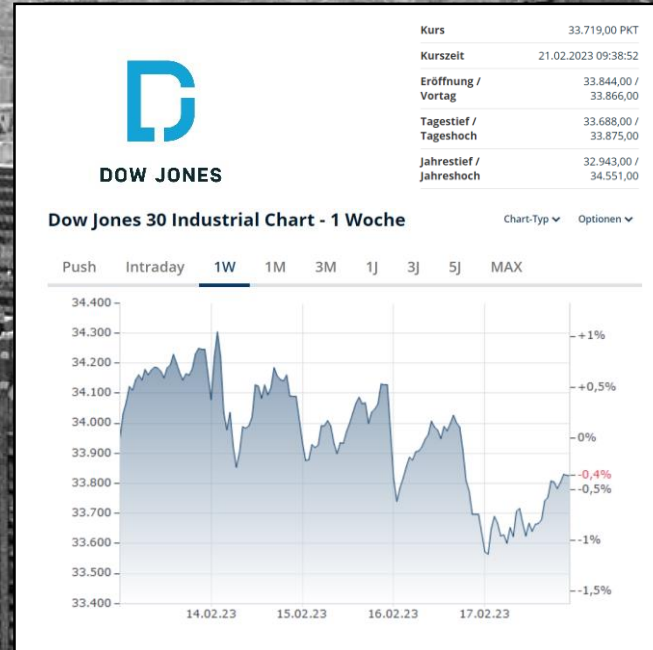 Kurs 33.719,00 PKT
Kurszeit 21.02.2023 09:38:52
Eröffnung / 33.844,00 /
Vortag 33.866,00
Tagestief / 33.688,00 /
Tageshoch 33.875,00
Jahrestief / 32.943,00 /
Jahreshoch 34.551,00
DOW JONES
Dow Jones 30 Industrial Chart - 1 Woche
Chart-Typ Optionen
Push Intraday 1W 1M 3M 1J 3J 5J MAX
34.400
34.300
34.200
34.100
34.000
33.900
33.800
33.700
33.600
33.500
33.400
+1%
+0,5%
0%
-0,4%
-0,5%
-1%
-1,5%
14.02.23 15.02.23 16.02.23 17.02.23